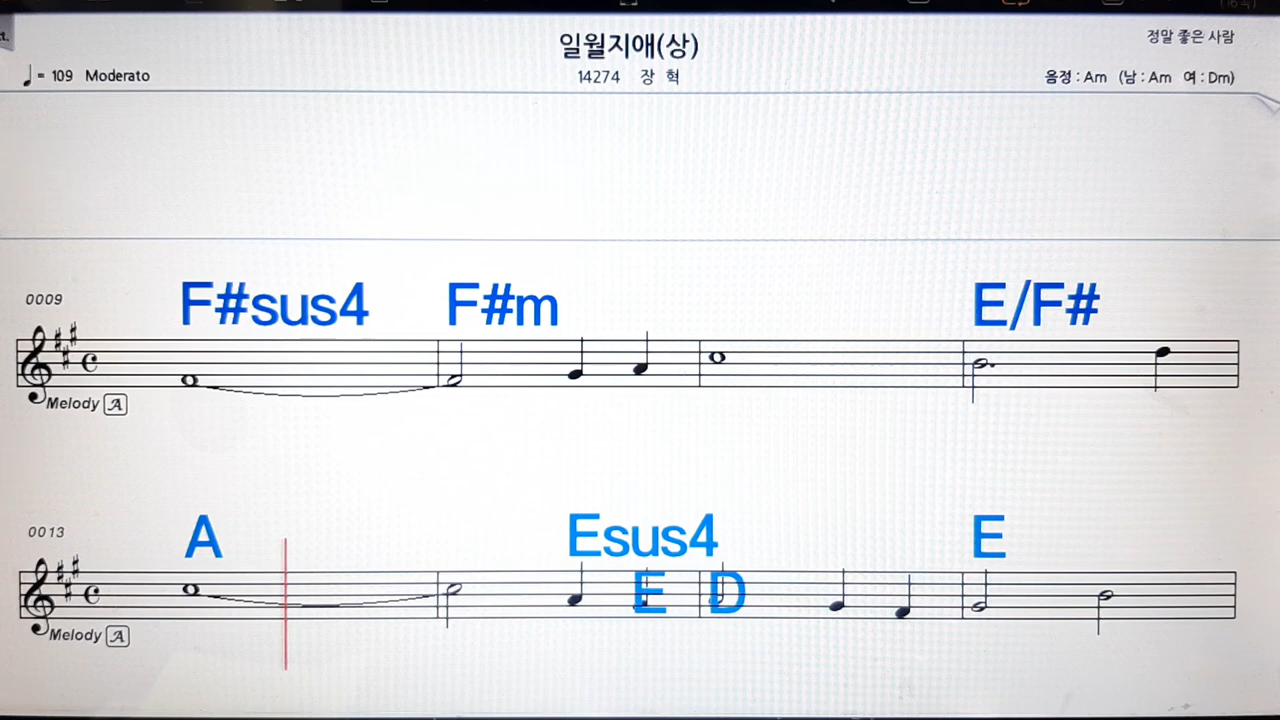 일월지애(상)
정말 좋은 사람
♩= 109 Moderato
14274 장 혁
음정 : Am (남 : Am 여 : Dm)
0009
F#sus4 F#m E/F#
Melody A
0013
A Esus4 E D E
Melody A